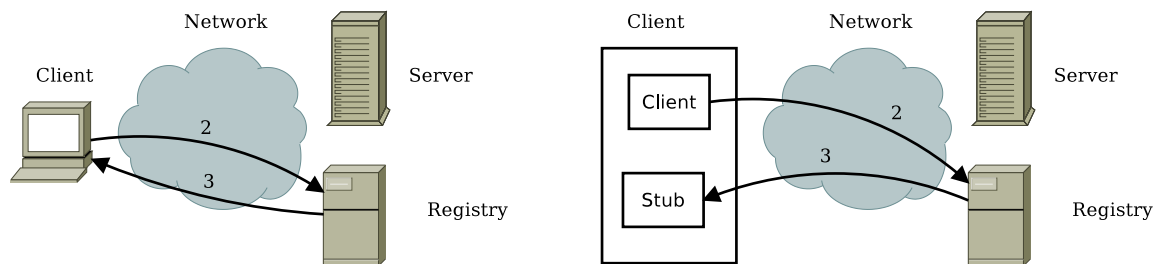 Network
Client
Server
2
3
Registry
Client
Network
Server
Client
2
3
Stub
Registry